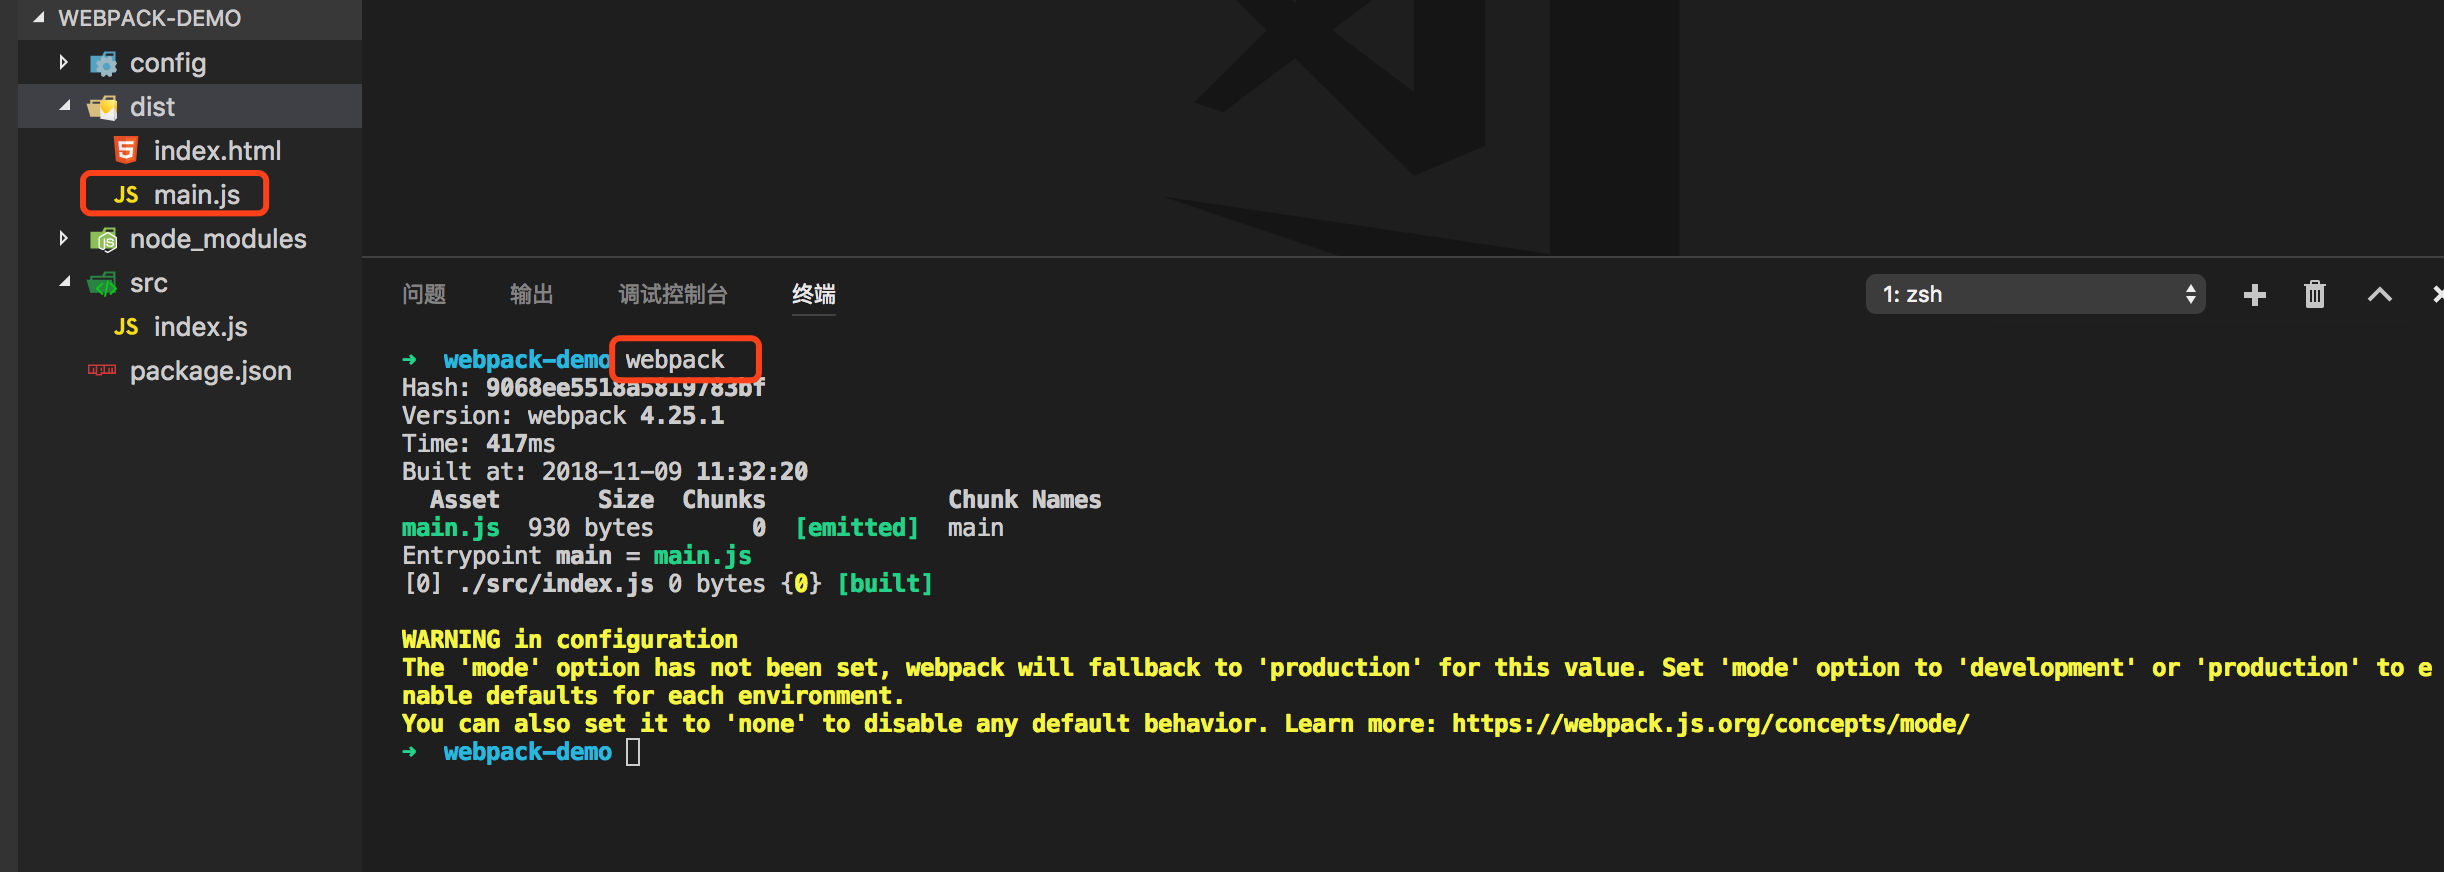 WEBPACK-DEMO
config
dist
index.html
JS main.js
node_modules
src
JS index.js
package.json
问题 输出 调试控制台 终端 1: zsh
➜ webpack-demo webpack
Hash: 9068ee5518a5819783bf
Version: webpack 4.25.1
Time: 417ms
Built at: 2018-11-09 11:32:20
Asset Size Chunks Chunk Names
main.js 930 bytes 0 [emitted] main
Entrypoint main = main.js
[0] ./src/index.js 0 bytes {0} [built]
WARNING in configuration
The 'mode' option has not been set, webpack will fallback to 'production' for this value. Set 'mode' option to 'development' or 'production' to e
nable defaults for each environment.
You can also set it to 'none' to disable any default behavior. Learn more: https://webpack.js.org/concepts/mode/
➜ webpack-demo